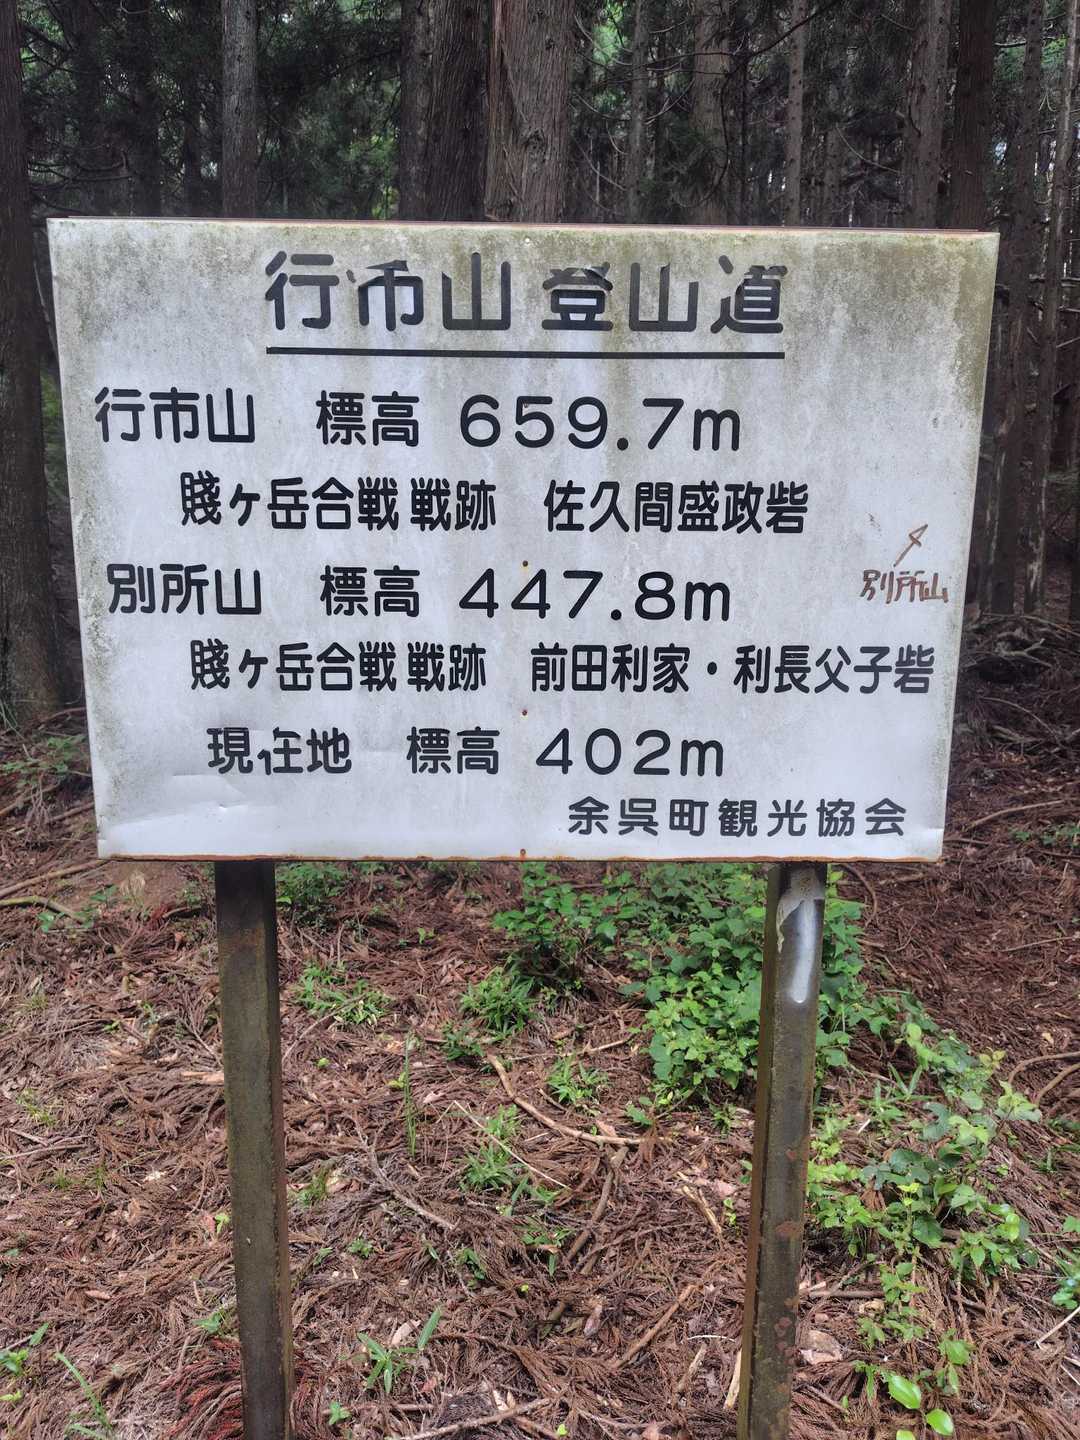 行市山 登山道
行市山 標高 659.7m
賤ヶ岳合戦 戦跡 佐久間盛政砦
別所山 標高 447.8m
別所山
賤ヶ岳合戦 戦跡 前田利家・利長父子砦
現在地 標高 402m
余呉町観光協会